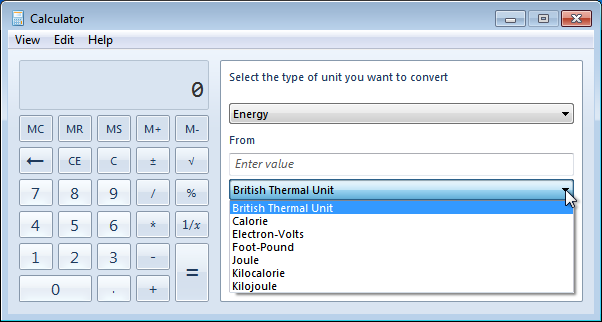 Calculator
View Edit Help
0
MC MR MS M+ M-
← CE C ± √
7 8 9 / %
4 5 6 * 1/x
1 2 3 - =
0 . +
Select the type of unit you want to convert
Energy
From
Enter value
British Thermal Unit
British Thermal Unit
Calorie
Electron-Volts
Foot-Pound
Joule
Kilocalorie
Kilojoule